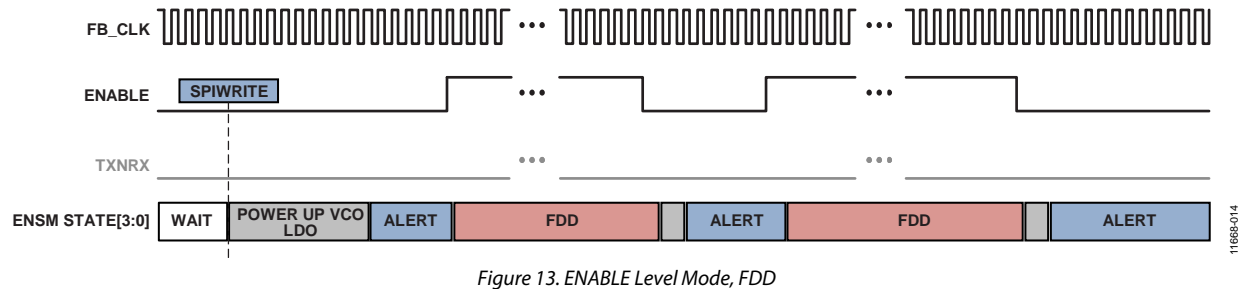 FB_CLK
ENABLE
SPIWRITE
TXNRX
ENSM STATE[3:0]
WAIT
POWER UP VCO
LDO
ALERT
FDD
ALERT
FDD
ALERT
11668-014
Figure 13. ENABLE Level Mode, FDD